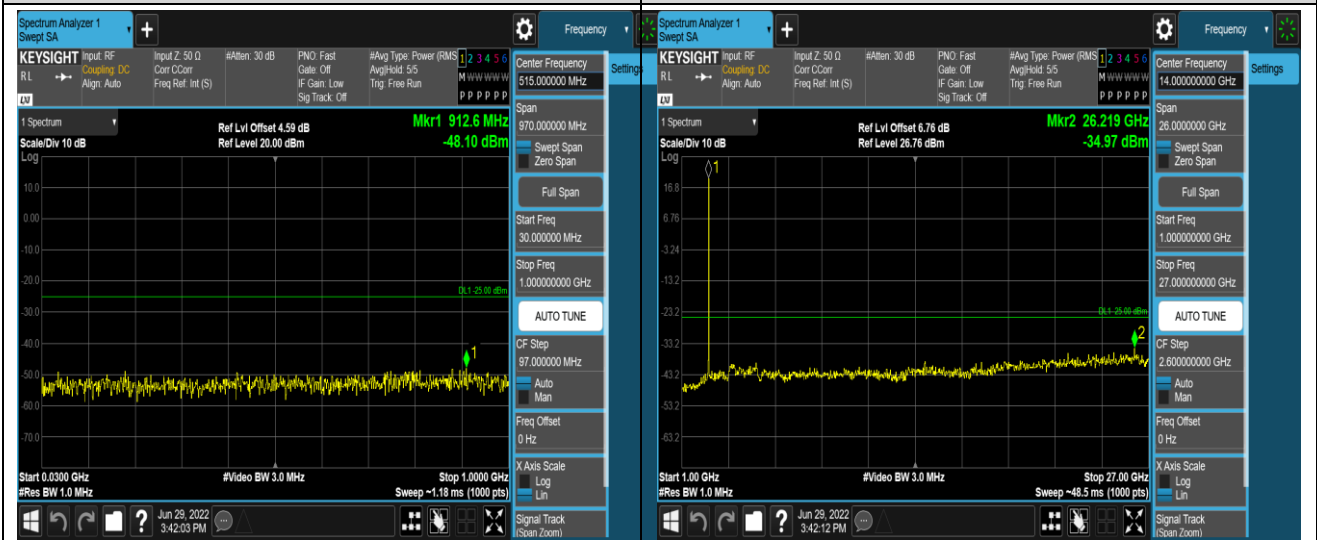 Spectrum Analyzer 1
Swept SA
+
Frequency
KEYSIGHT
Input: RF
Input Z: 50 Ω
#Atten: 30 dB
PNO: Fast
#Avg Type: Power (RMS
1 2 3 4 5 6
R L
Coupling: DC
Corr CCorr
Gate: Off
Avg|Hold: 5/5
M W W W W W
Align: Auto
Freq Ref: Int (S)
IF Gain: Low
Trig: Free Run
Sig Track: Off
P P P P P P
LXI
1 Spectrum
Ref Lvl Offset 4.59 dB
Mkr1 912.6 MHz
Scale/Div 10 dB
Ref Level 20.00 dBm
-48.10 dBm
Log
10.0
0.00
-10.0
-20.0
DL1 -25.00 dBm
-30.0
-40.0
1
-50.0
-60.0
-70.0
Start 0.0300 GHz
#Video BW 3.0 MHz
Stop 1.0000 GHz
#Res BW 1.0 MHz
Sweep ~1.18 ms (1000 pts)
?
Jun 29, 2022
3:42:03 PM
Center Frequency
515.000000 MHz
Settings
Span
970.000000 MHz
Swept Span
Zero Span
Full Span
Start Freq
30.000000 MHz
Stop Freq
1.000000000 GHz
AUTO TUNE
CF Step
97.000000 MHz
Auto
Man
Freq Offset
0 Hz
X Axis Scale
Log
Lin
Signal Track
(Span Zoom)
Spectrum Analyzer 1
Swept SA
+
Frequency
KEYSIGHT
Input: RF
Input Z: 50 Ω
#Atten: 30 dB
PNO: Fast
#Avg Type: Power (RMS
1 2 3 4 5 6
R L
Coupling: DC
Corr CCorr
Gate: Off
Avg|Hold: 5/5
M W W W W W
Align: Auto
Freq Ref: Int (S)
IF Gain: Low
Trig: Free Run
Sig Track: Off
P P P P P P
LXI
1 Spectrum
Ref Lvl Offset 6.76 dB
Mkr2 26.219 GHz
Scale/Div 10 dB
Ref Level 26.76 dBm
-34.97 dBm
Log
1
16.8
6.76
-3.24
-13.2
-23.2
DL1 -25.00 dBm
2
-33.2
-43.2
-53.2
-63.2
Start 1.00 GHz
#Video BW 3.0 MHz
Stop 27.00 GHz
#Res BW 1.0 MHz
Sweep ~48.5 ms (1000 pts)
?
Jun 29, 2022
3:42:12 PM
Center Frequency
14.000000000 GHz
Settings
Span
26.0000000 GHz
Swept Span
Zero Span
Full Span
Start Freq
1.000000000 GHz
Stop Freq
27.000000000 GHz
AUTO TUNE
CF Step
2.600000000 GHz
Auto
Man
Freq Offset
0 Hz
X Axis Scale
Log
Lin
Signal Track
(Span Zoom)